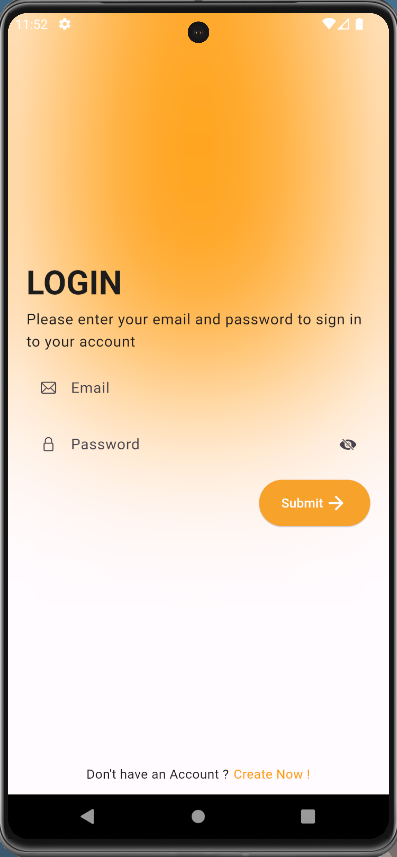 11:52
LOGIN
Please enter your email and password to sign in
to your account
Email
Password
Submit
Don't have an Account ? Create Now !